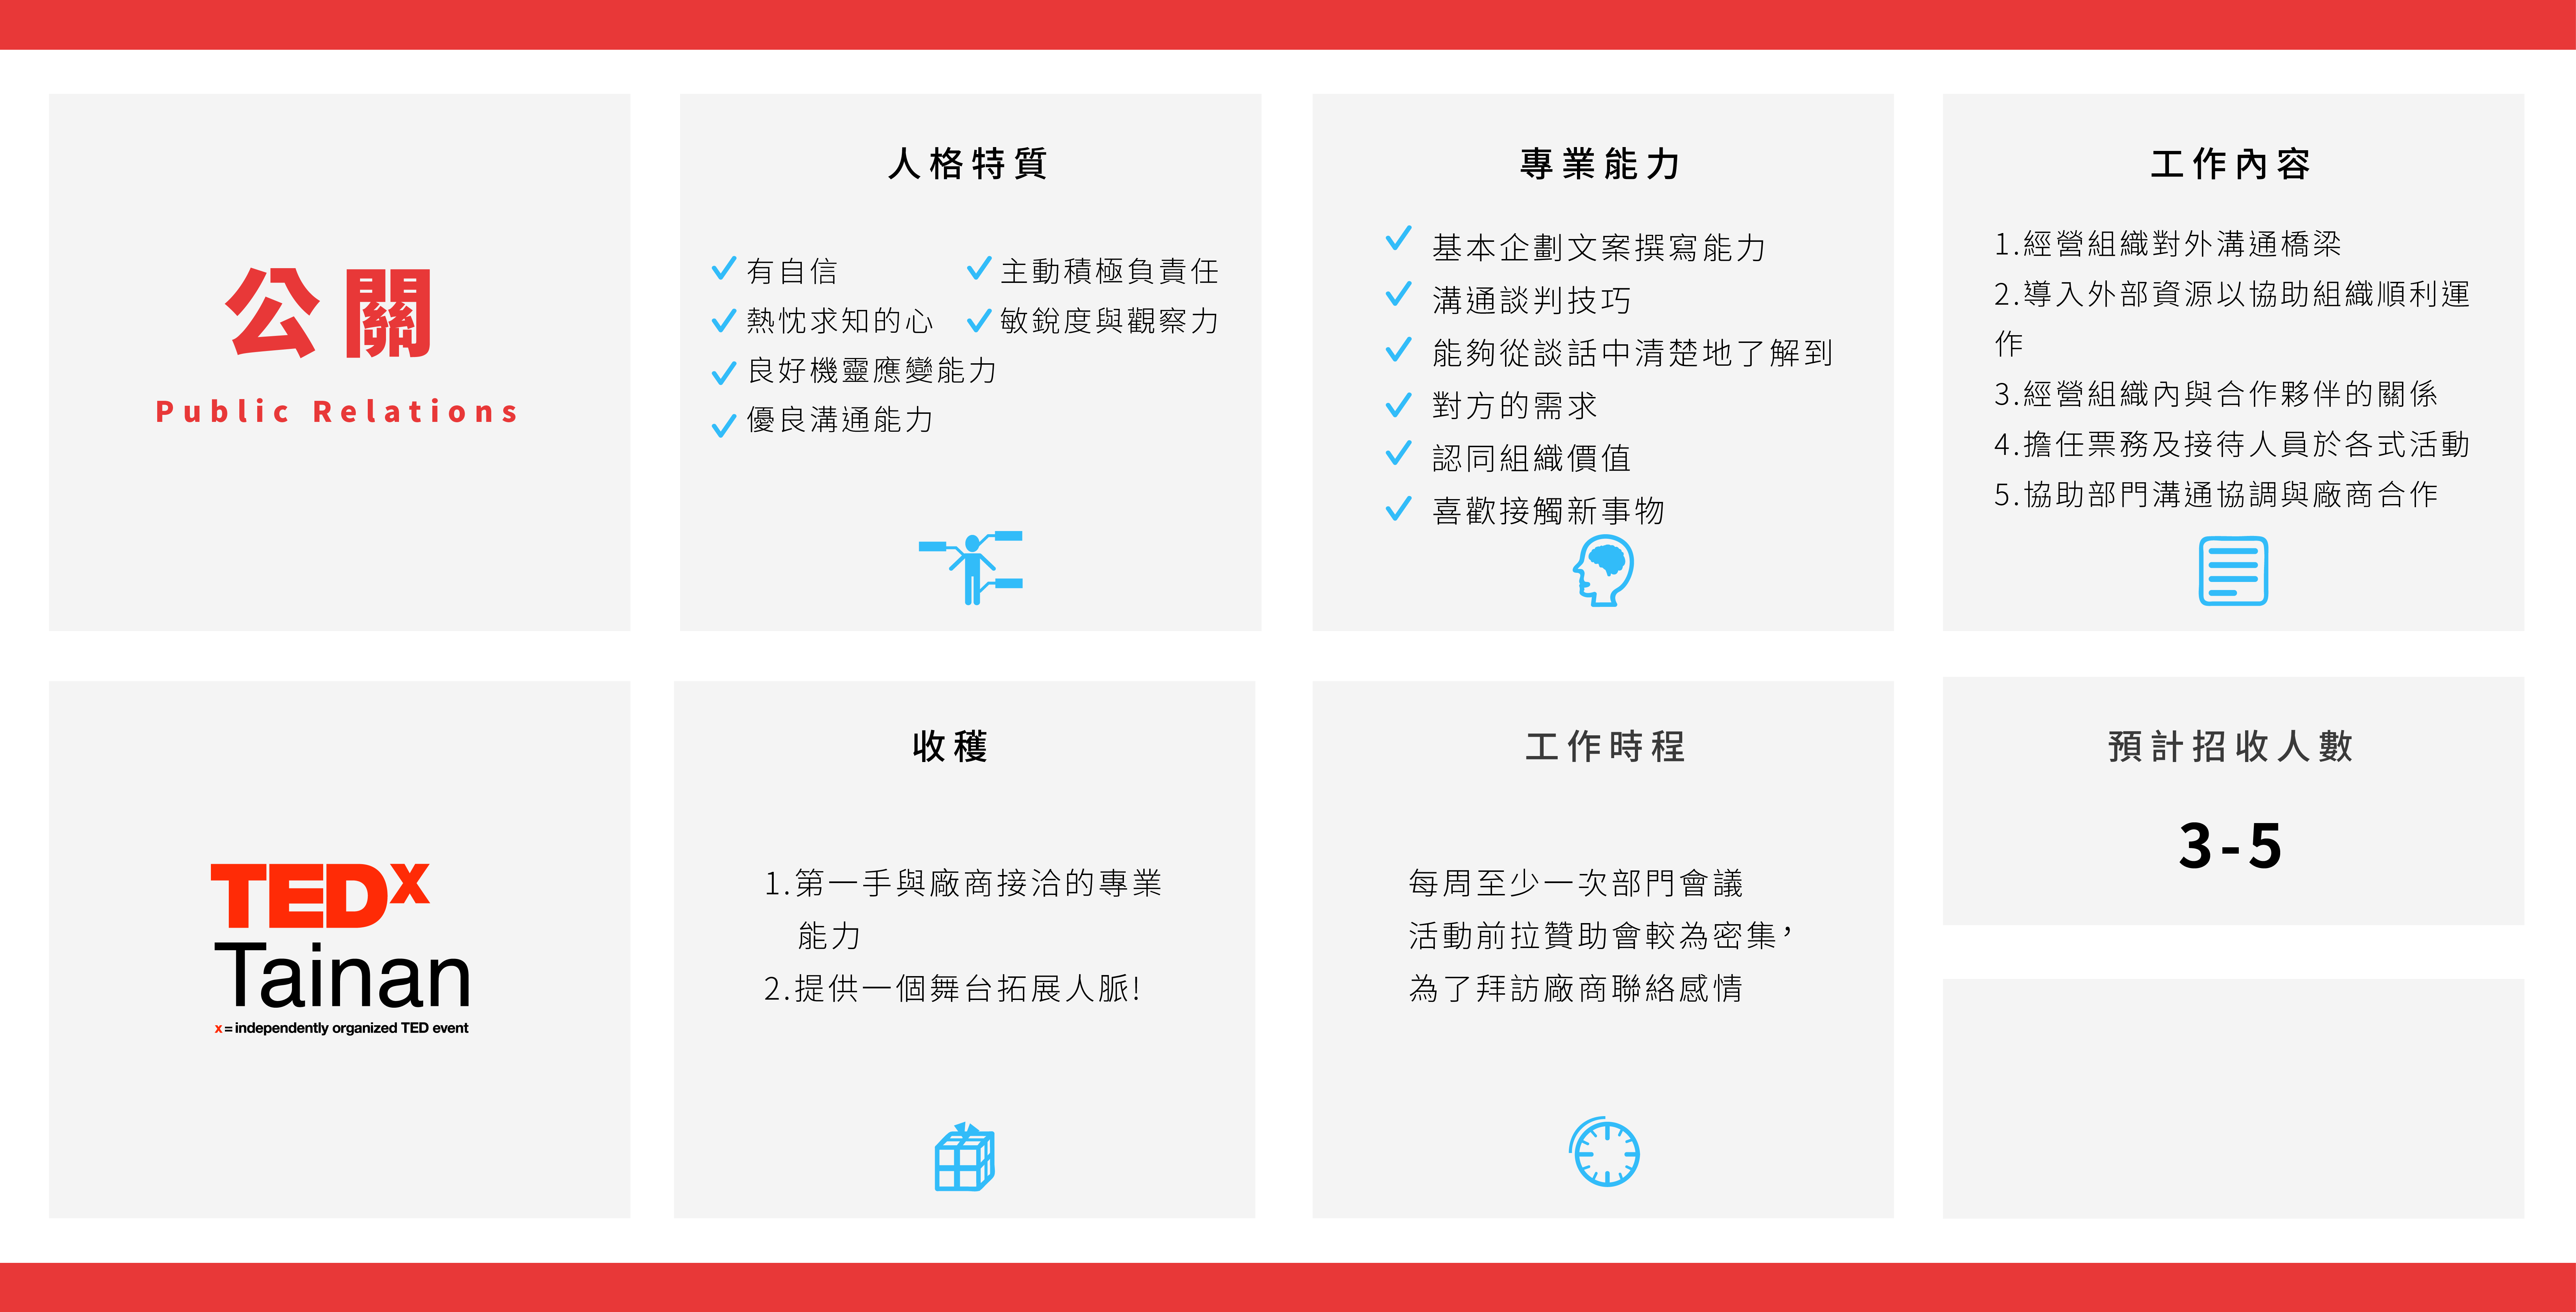 公關
Public Relations
人格特質
有自信
主動積極負責任
熱忱求知的心
敏銳度與觀察力
良好機靈應變能力
優良溝通能力
專業能力
基本企劃文案撰寫能力
溝通談判技巧
能夠從談話中清楚地了解到
對方的需求
認同組織價值
喜歡接觸新事物
工作內容
1.經營組織對外溝通橋梁
2.導入外部資源以協助組織順利運
作
3.經營組織內與合作夥伴的關係
4.擔任票務及接待人員於各式活動
5.協助部門溝通協調與廠商合作
TEDx
Tainan
x = independently organized TED event
收穫
1.第一手與廠商接洽的專業
能力
2.提供一個舞台拓展人脈!
工作時程
每周至少一次部門會議
活動前拉贊助會較為密集，
為了拜訪廠商聯絡感情
預計招收人數
3-5